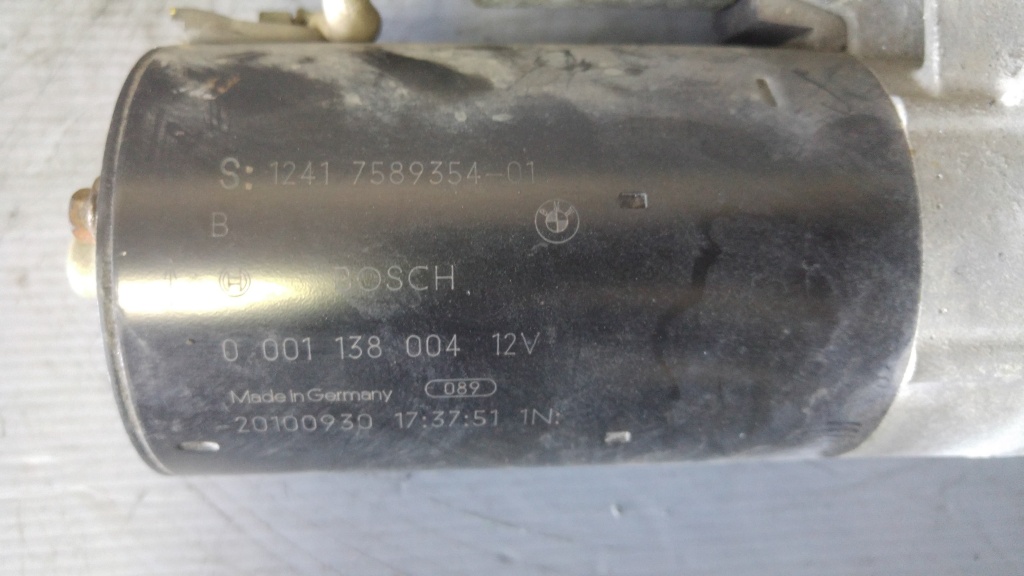 S: 1241 7589354-01
B
BOSCH
0 001 138 004 12V
Made in Germany 089
-20100930 17:37:51 1N: